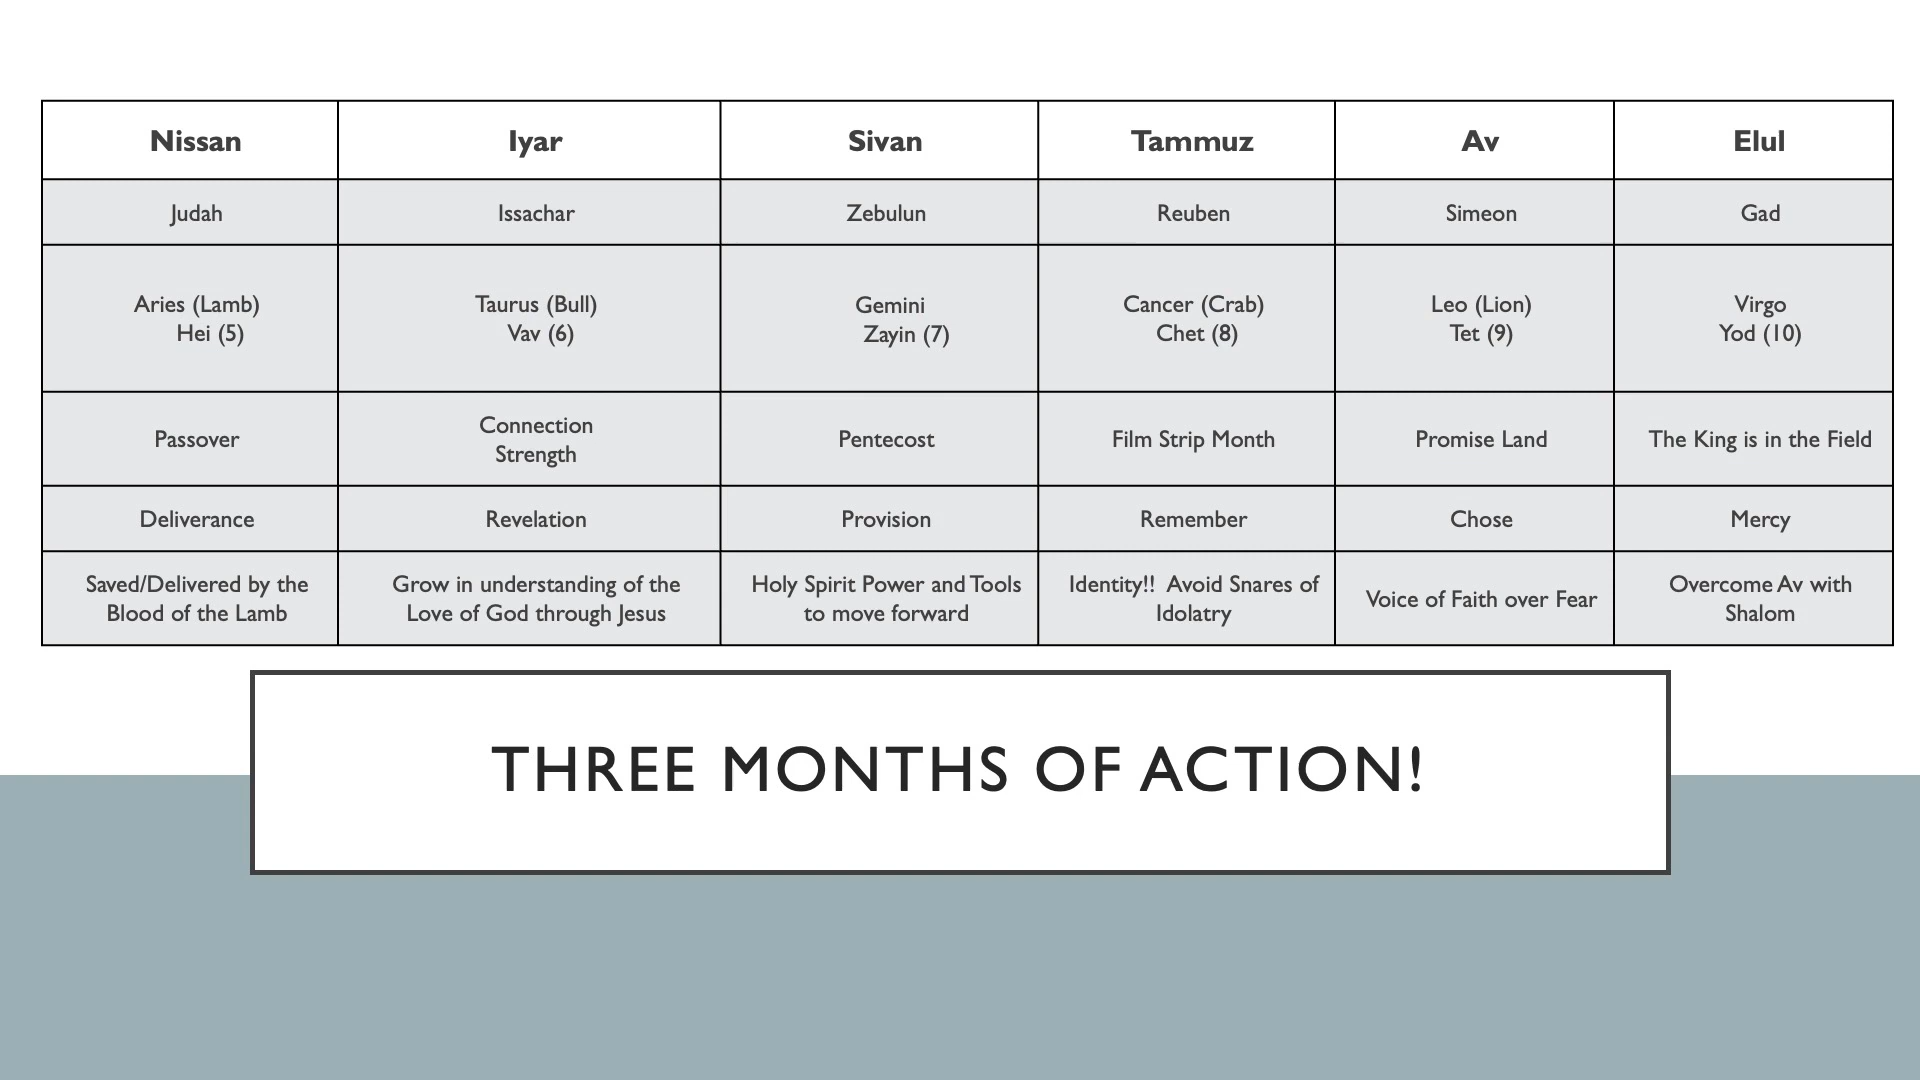 Nissan Iyar Sivan Tammuz Av Elul
Judah Issachar Zebulun Reuben Simeon Gad
Aries (Lamb) Taurus (Bull) Gemini Cancer (Crab) Leo (Lion) Virgo
Hei (5) Vav (6) Zayin (7) Chet (8) Tet (9) Yod (10)
Passover Connection Strength Pentecost Film Strip Month Promise Land The King is in the Field
Deliverance Revelation Provision Remember Chose Mercy
Saved/Delivered by the Grow in understanding of the Holy Spirit Power and Tools Identity!! Avoid Snares of Voice of Faith over Fear Overcome Av with
Blood of the Lamb Love of God through Jesus to move forward Idolatry Shalom
THREE MONTHS OF ACTION!